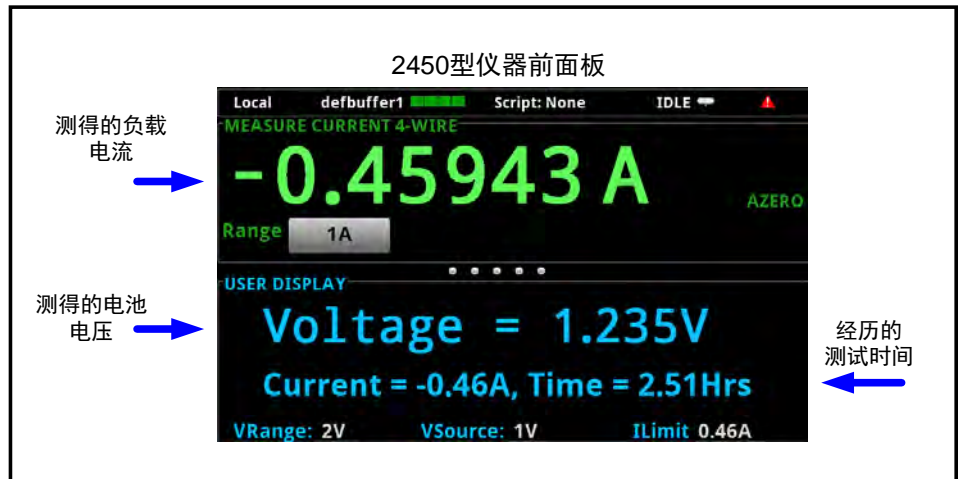 2450型仪器前面板
Local defbuffer1 Script: None IDLE
测得的负载
电流
MEASURE CURRENT 4-WIRE
-0.45943 A
AZERO
Range 1A
测得的电池
电压
USER DISPLAY
Voltage = 1.235V
经历的
测试时间
Current = -0.46A, Time = 2.51Hrs
VRange: 2V VSource: 1V ILimit 0.46A